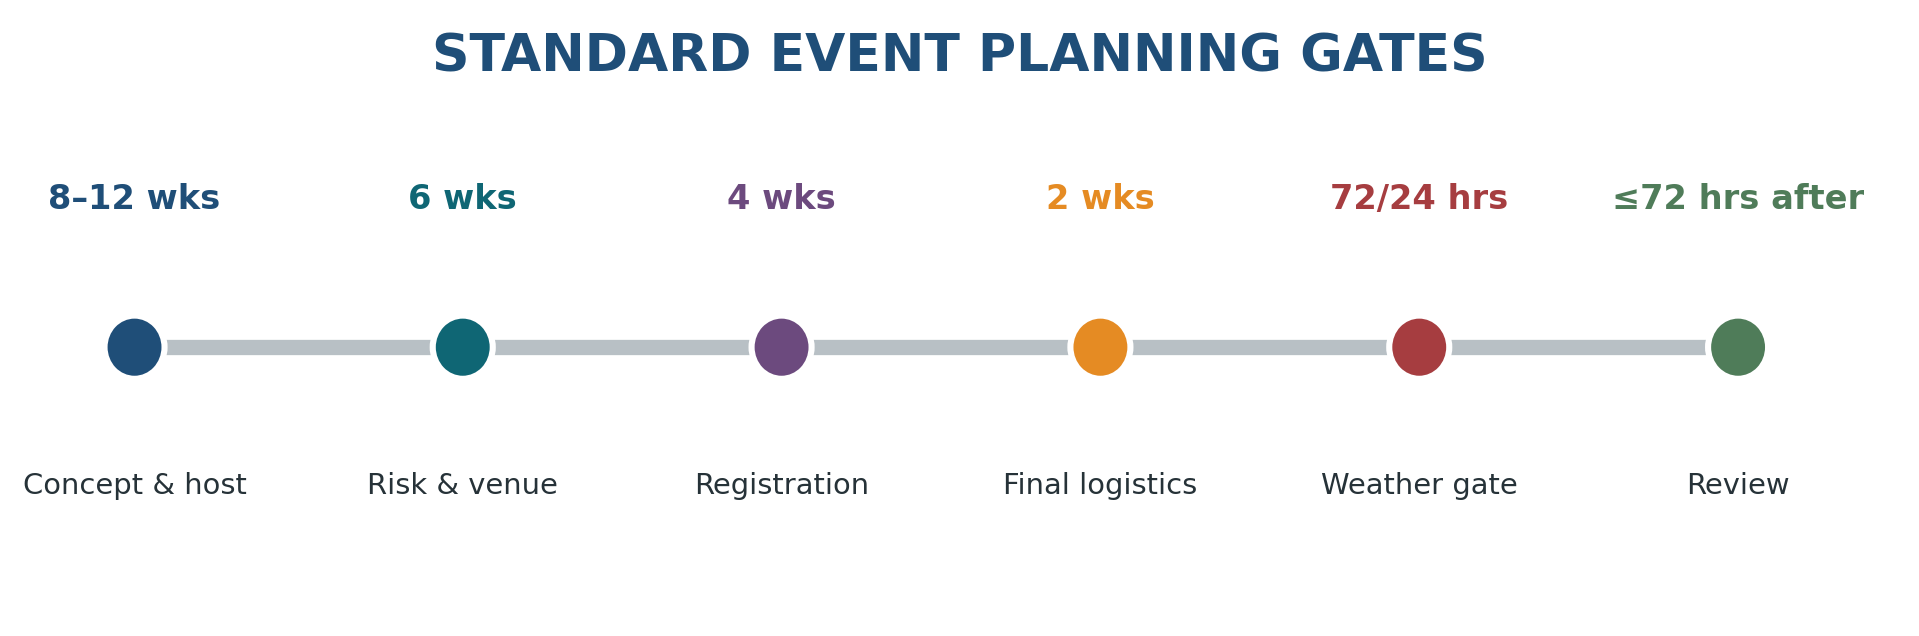 STANDARD EVENT PLANNING GATES
8–12 wks
6 wks
4 wks
2 wks
72/24 hrs
≤72 hrs after
Concept & host
Risk & venue
Registration
Final logistics
Weather gate
Review